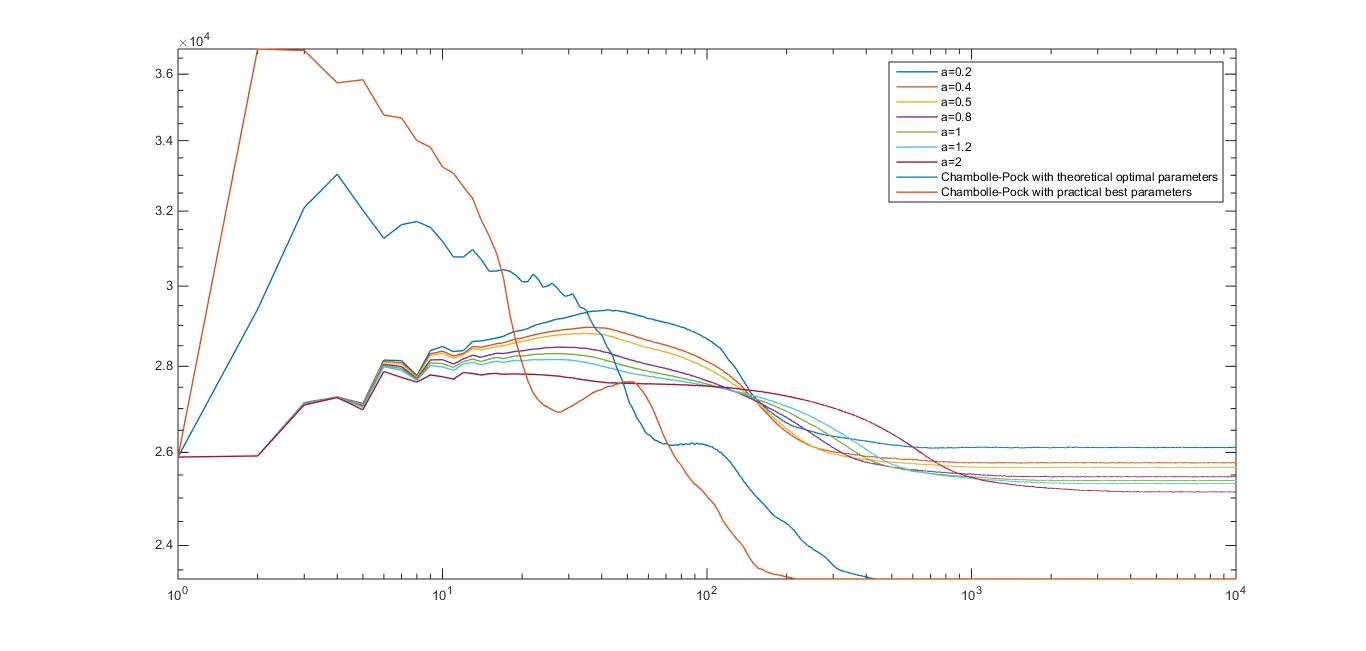 ×10^4
3.6
3.4
3.2
3
2.8
2.6
2.4
10^0 10^1 10^2 10^3 10^4
a=0.2
a=0.4
a=0.5
a=0.8
a=1
a=1.2
a=2
Chambolle-Pock with theoretical optimal parameters
Chambolle-Pock with practical best parameters